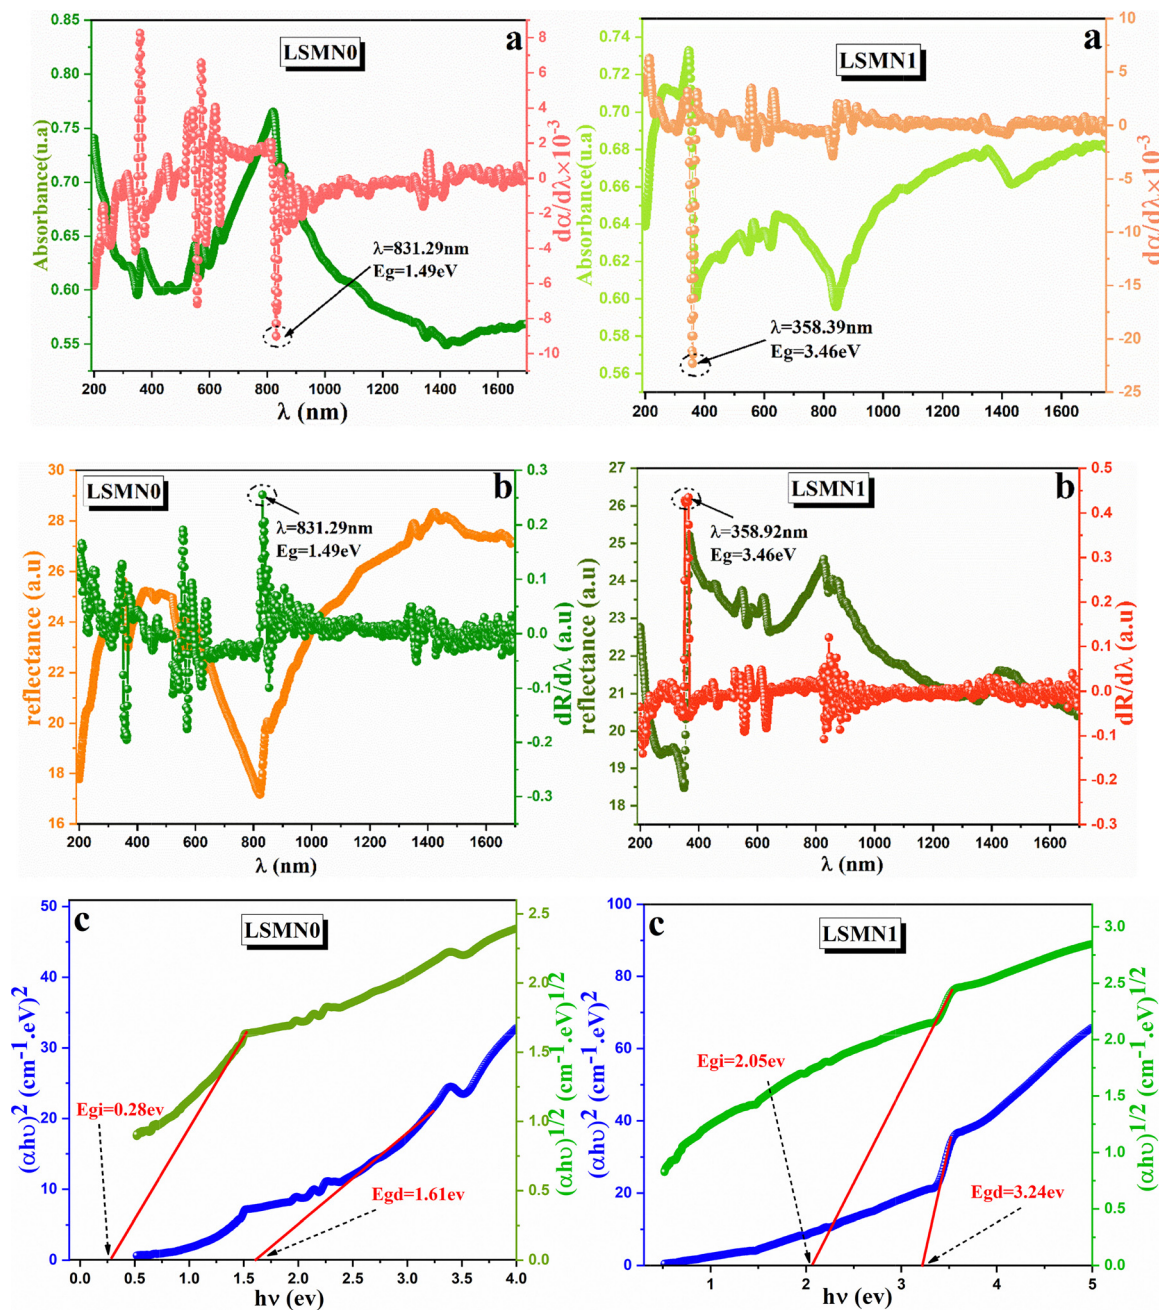 a
LSMN0
Absorbance(u.a)
0.85
0.80
0.75
0.70
0.65
0.60
0.55
8
6
4
2
0
-2
-4
-6
-8
-10
dα/dλ×10⁻³
λ=831.29nm
Eg=1.49eV
200 400 600 800 1000 1200 1400 1600
λ (nm)
a
LSMN1
Absorbance(u.a)
0.74
0.72
0.70
0.68
0.66
0.64
0.62
0.60
0.58
0.56
10
5
0
-5
-10
-15
-20
-25
dα/dλ×10⁻³
λ=358.39nm
Eg=3.46eV
200 400 600 800 1000 1200 1400 1600
λ (nm)
b
LSMN0
reflectance (a.u)
30
28
26
24
22
20
18
16
0.3
0.2
0.1
0.0
-0.1
-0.2
-0.3
dR/dλ (a.u)
λ=831.29nm
Eg=1.49eV
200 400 600 800 1000 1200 1400 1600
λ (nm)
b
LSMN1
reflectance (a.u)
27
26
25
24
23
22
21
20
19
18
0.5
0.4
0.3
0.2
0.1
0.0
-0.1
-0.2
-0.3
dR/dλ (a.u)
λ=358.92nm
Eg=3.46eV
200 400 600 800 1000 1200 1400 1600
λ (nm)
c
LSMN0
(αhυ)² (cm⁻¹.eV)²
50
40
30
20
10
0
2.5
2.0
1.5
1.0
0.5
0.0
(αhυ)^1/2 (cm⁻¹.eV)^1/2
Egi=0.28ev
Egd=1.61ev
0.0 0.5 1.0 1.5 2.0 2.5 3.0 3.5 4.0
hν (ev)
c
LSMN1
(αhυ)² (cm⁻¹.eV)²
100
80
60
40
20
0
3.0
2.5
2.0
1.5
1.0
0.5
0.0
(αhυ)^1/2 (cm⁻¹.eV)^1/2
Egi=2.05ev
Egd=3.24ev
1 2 3 4 5
hν (ev)